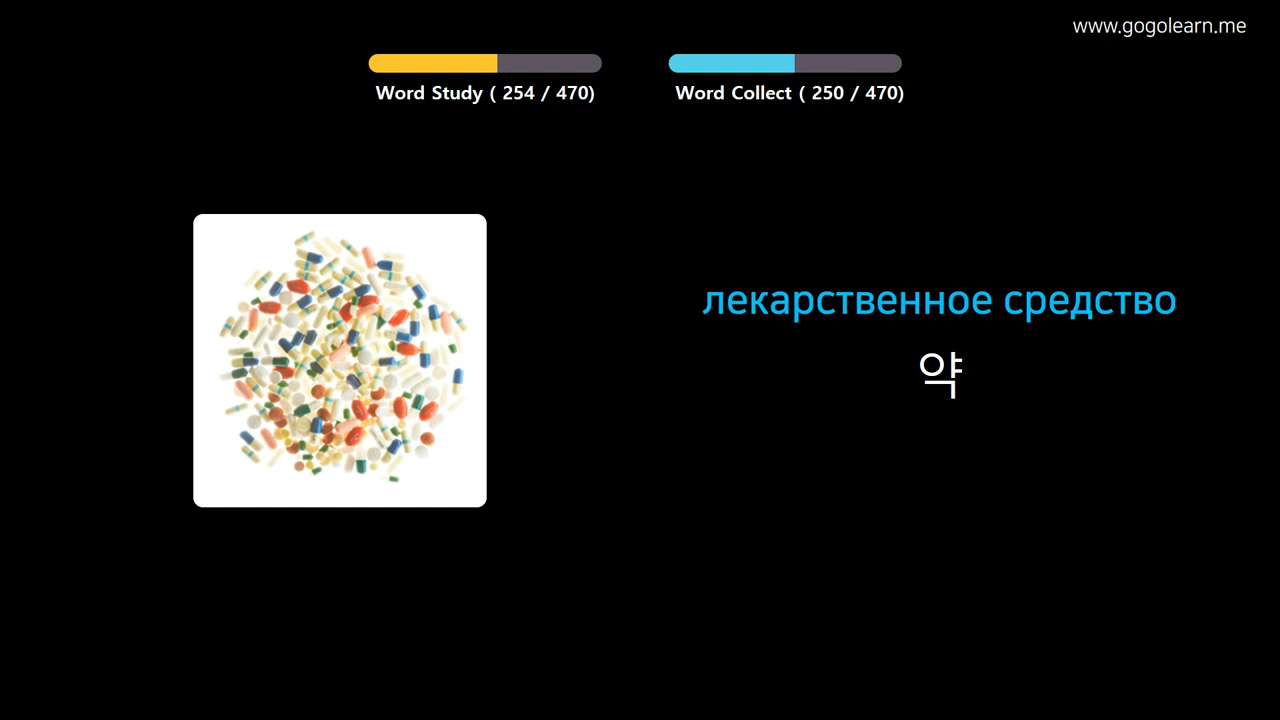 www.gogolearn.me
Word Study ( 254 / 470)
Word Collect ( 250 / 470)
лекарственное средство
약